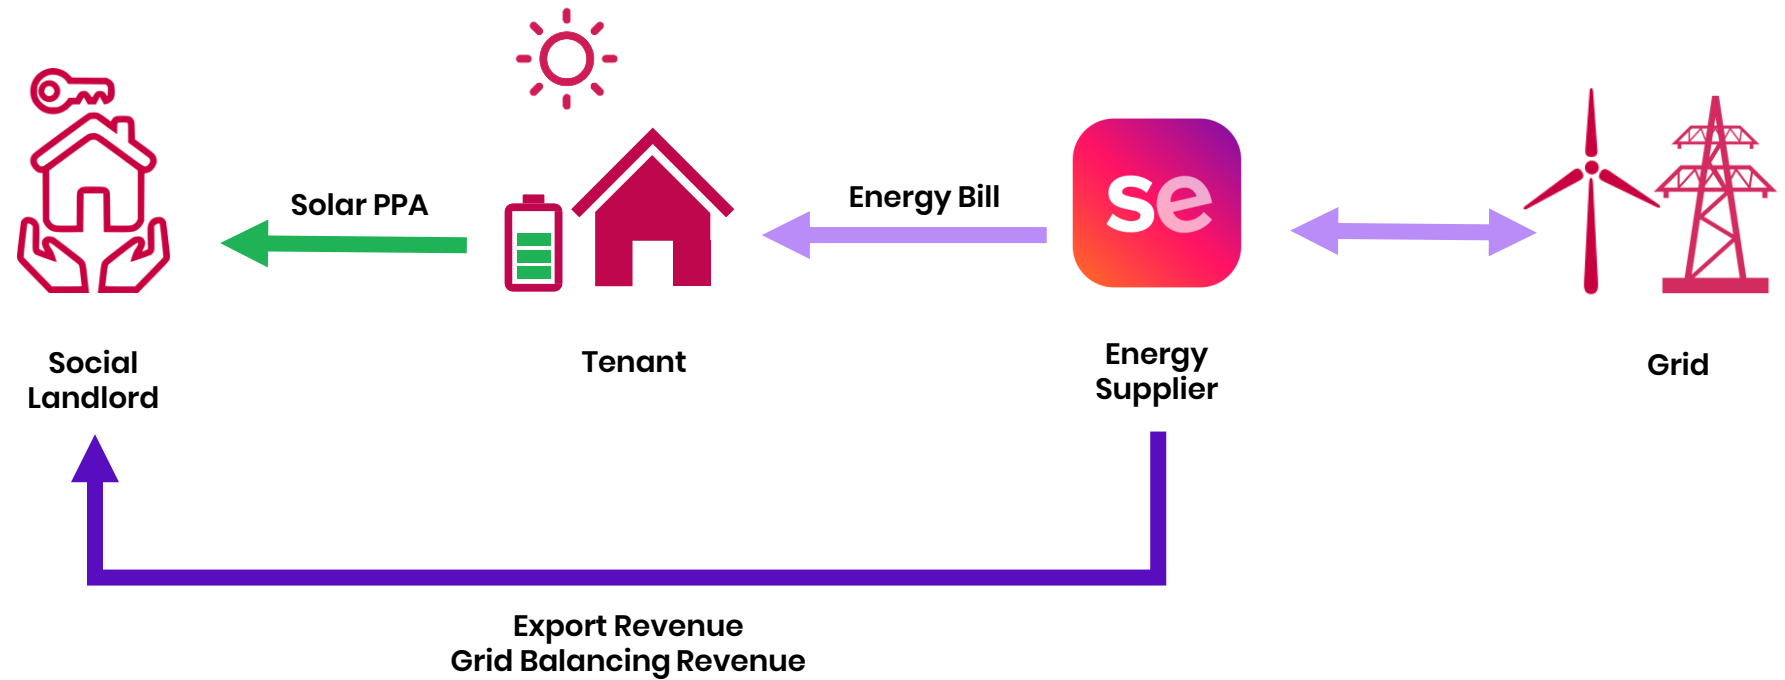 Solar PPA
Energy Bill
se
Social
Landlord
Tenant
Energy
Supplier
Grid
Export Revenue
Grid Balancing Revenue